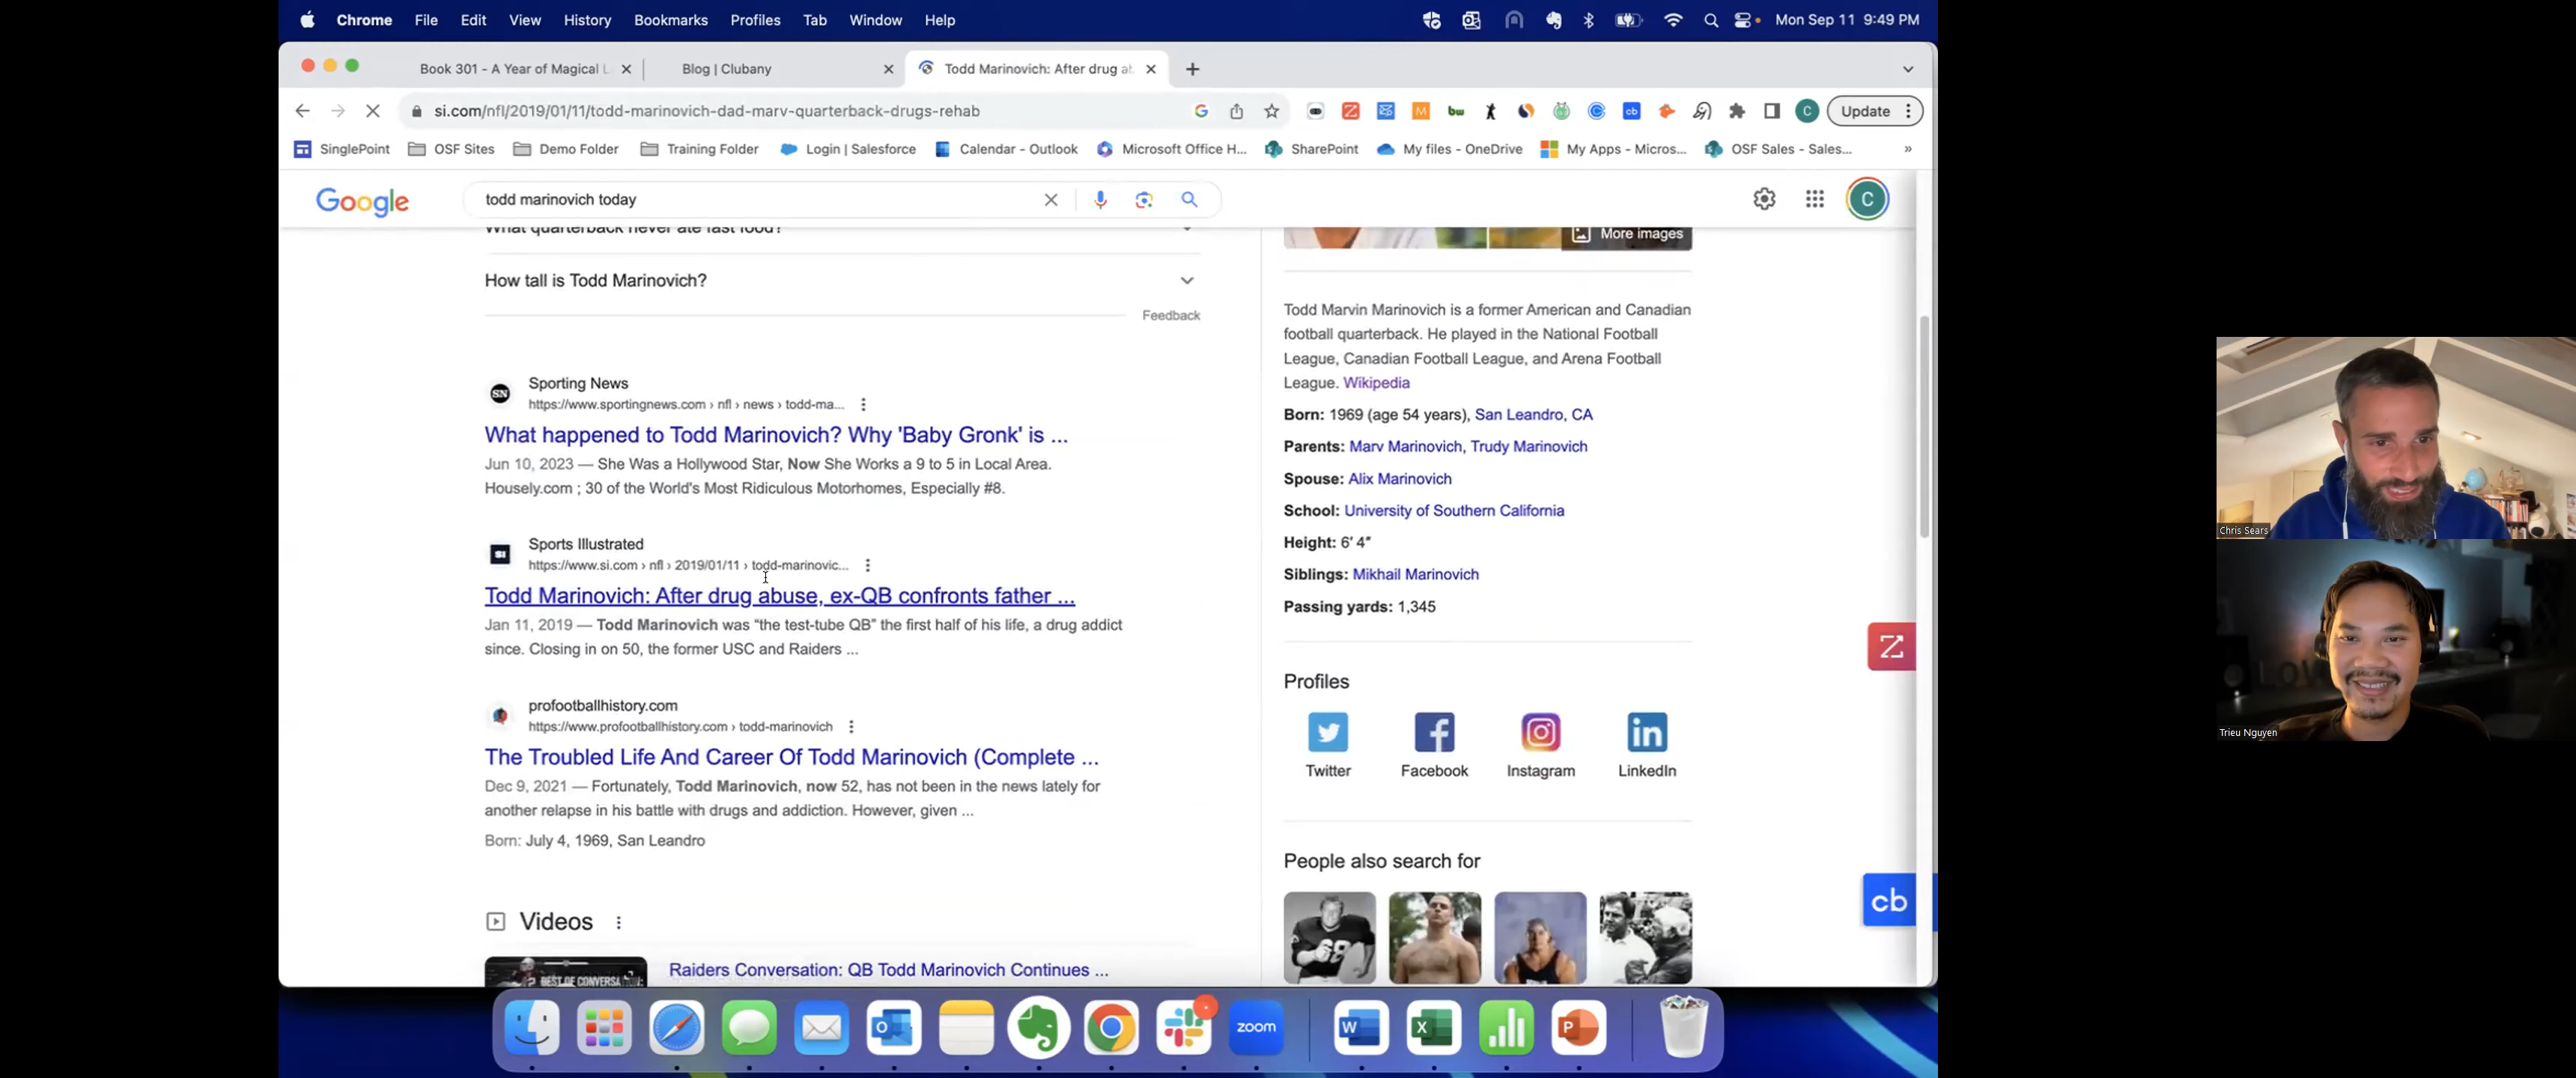 Chrome File Edit View History Bookmarks Profiles Tab Window Help Mon Sep 11 9:49 PM
Book 301 - A Year of Magical L Blog | Clubany Todd Marinovich: After drug ab
si.com/nfl/2019/01/11/todd-marinovich-dad-marv-quarterback-drugs-rehab M bw cb C Update
SinglePoint OSF Sites Demo Folder Training Folder Login | Salesforce Calendar - Outlook Microsoft Office H... SharePoint My files - OneDrive My Apps - Micros... OSF Sales - Sales... »
Google todd marinovich today C
What quarterback never ate fast food?
How tall is Todd Marinovich?
Feedback
Sporting News
https://www.sportingnews.com › nfl › news › todd-ma...
What happened to Todd Marinovich? Why 'Baby Gronk' is ...
Jun 10, 2023 — She Was a Hollywood Star, Now She Works a 9 to 5 in Local Area.
Housely.com ; 30 of the World's Most Ridiculous Motorhomes, Especially #8.
Sports Illustrated
https://www.si.com › nfl › 2019/01/11 › todd-marinovic...
Todd Marinovich: After drug abuse, ex-QB confronts father ...
Jan 11, 2019 — Todd Marinovich was “the test-tube QB” the first half of his life, a drug addict
since. Closing in on 50, the former USC and Raiders ...
profootballhistory.com
https://www.profootballhistory.com › todd-marinovich
The Troubled Life And Career Of Todd Marinovich (Complete ...
Dec 9, 2021 — Fortunately, Todd Marinovich, now 52, has not been in the news lately for
another relapse in his battle with drugs and addiction. However, given ...
Born: July 4, 1969, San Leandro
Videos
BEST OF CONVERSA
Raiders Conversation: QB Todd Marinovich Continues ...
More images
Todd Marvin Marinovich is a former American and Canadian
football quarterback. He played in the National Football
League, Canadian Football League, and Arena Football
League. Wikipedia
Born: 1969 (age 54 years), San Leandro, CA
Parents: Marv Marinovich, Trudy Marinovich
Spouse: Alix Marinovich
School: University of Southern California
Height: 6′ 4″
Siblings: Mikhail Marinovich
Passing yards: 1,345
Profiles
Twitter Facebook Instagram LinkedIn
People also search for
cb
zoom
Chris Sears
Trieu Nguyen